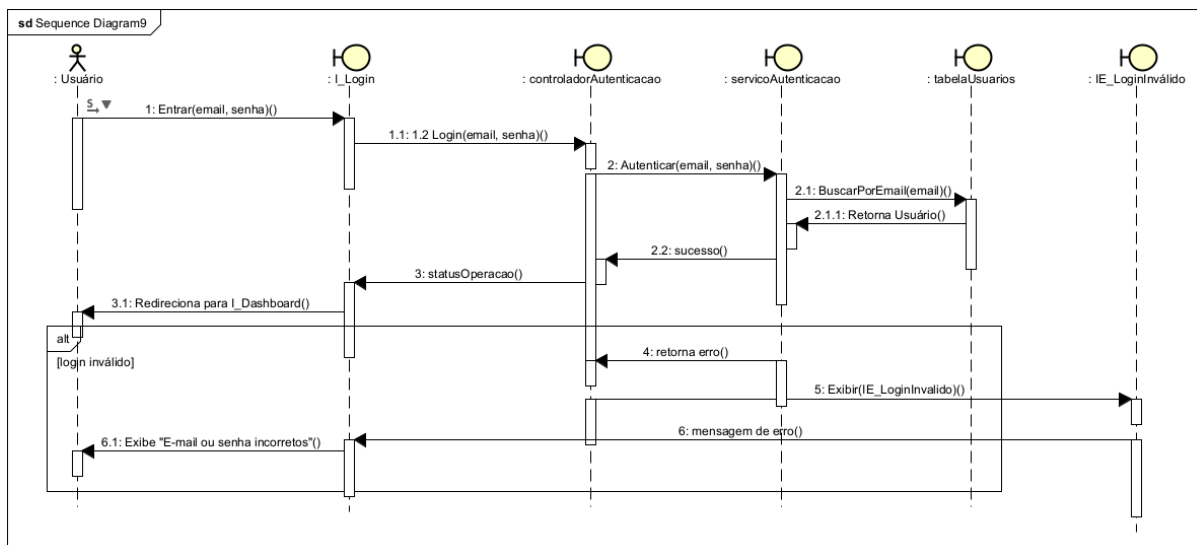 sd Sequence Diagram9
: Usuário
: I_Login
: controladorAutenticacao
: servicoAutenticacao
: tabelaUsuarios
: IE_LoginInválido
S
1: Entrar(email, senha)()
1.1: 1.2 Login(email, senha)()
2: Autenticar(email, senha)()
2.1: BuscarPorEmail(email)()
2.1.1: Retorna Usuário()
2.2: sucesso()
3: statusOperacao()
3.1: Redireciona para I_Dashboard()
alt
[login inválido]
4: retorna erro()
5: Exibir(IE_LoginInvalido)()
6: mensagem de erro()
6.1: Exibe "E-mail ou senha incorretos"()